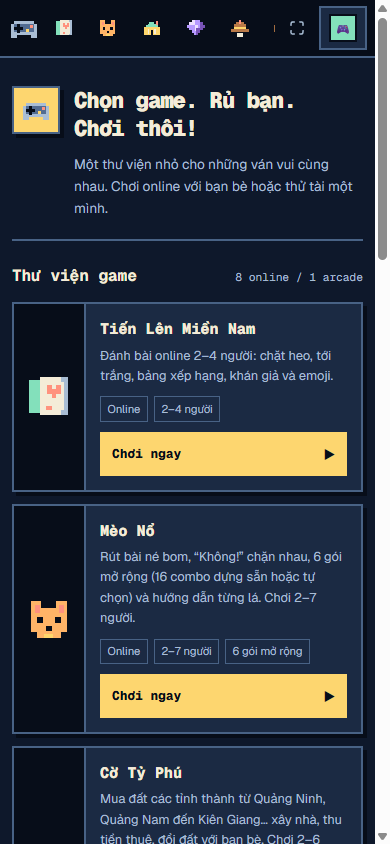 Chọn game. Rủ bạn.
Chơi thôi!
Một thư viện nhỏ cho những ván vui cùng
nhau. Chơi online với bạn bè hoặc thử tài một
mình.
Thư viện game
8 online / 1 arcade
Tiến Lên Miền Nam
Đánh bài online 2–4 người: chặt heo, tới
trắng, bảng xếp hạng, khán giả và emoji.
Online
2–4 người
Chơi ngay
Mèo Nổ
Rút bài né bom, “Không!” chặn nhau, 6 gói
mở rộng (16 combo dựng sẵn hoặc tự
chọn) và hướng dẫn từng lá. Chơi 2–7
người.
Online
2–7 người
6 gói mở rộng
Chơi ngay
Cờ Tỷ Phú
Mua đất các tỉnh thành từ Quảng Ninh,
Quảng Nam đến Kiên Giang… xây nhà, thu
tiền thuê, đổi đất với bạn bè. Chơi 2–6